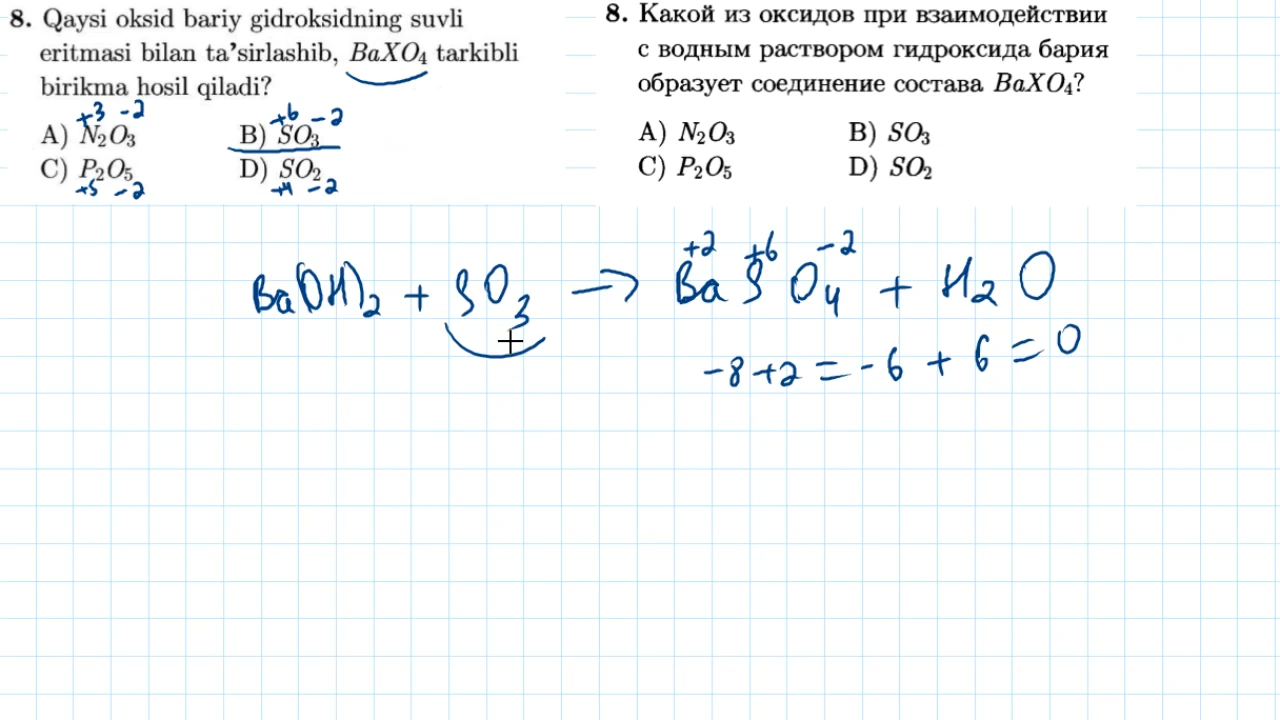 8. Qaysi oksid bariy gidroksidning suvli
eritmasi bilan ta’sirlashib, BaXO₄ tarkibli
birikma hosil qiladi?
+3 -2
+6 -2
A) N₂O₃ B) SO₃
C) P₂O₅ D) SO₂
+5 -2
+4 -2
8. Какой из оксидов при взаимодействии
с водным раствором гидроксида бария
образует соединение состава BaXO₄?
A) N₂O₃ B) SO₃
C) P₂O₅ D) SO₂
+2 +6 -2
Ba(OH)₂ + SO₃ → BaSO₄ + H₂O
-8+2=-6+6=0